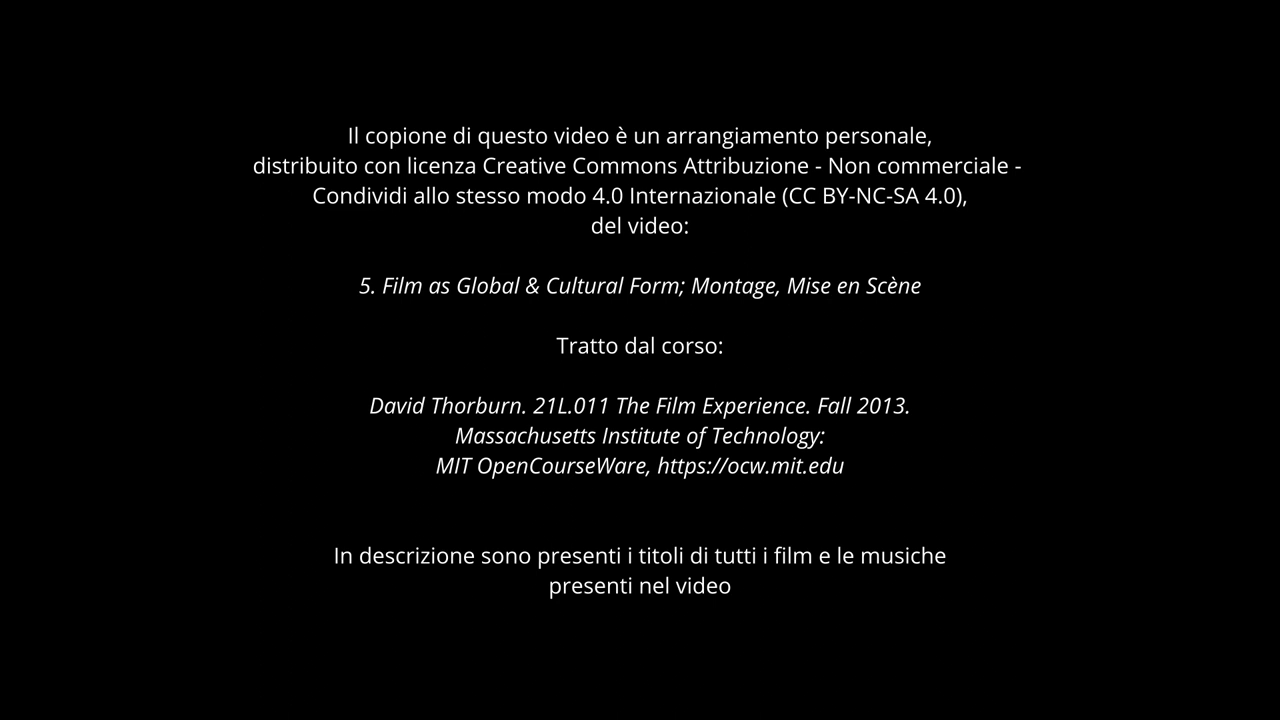 Il copione di questo video è un arrangiamento personale,
distribuito con licenza Creative Commons Attribuzione - Non commerciale -
Condividi allo stesso modo 4.0 Internazionale (CC BY-NC-SA 4.0),
del video:
5. Film as Global & Cultural Form; Montage, Mise en Scène
Tratto dal corso:
David Thorburn. 21L.011 The Film Experience. Fall 2013.
Massachusetts Institute of Technology:
MIT OpenCourseWare, https://ocw.mit.edu
In descrizione sono presenti i titoli di tutti i film e le musiche
presenti nel video